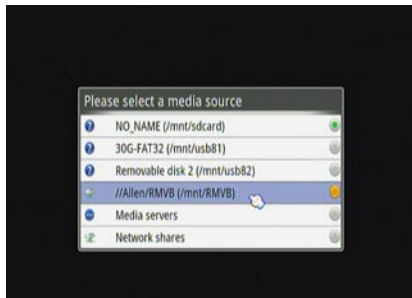 Please select a media source
NO_NAME (/mnt/sdcard)
30G-FAT32 (/mnt/usb81)
Removable disk 2 (/mnt/usb82)
//Allen/RMVB (/mnt/RMVB)
Media servers
Network shares